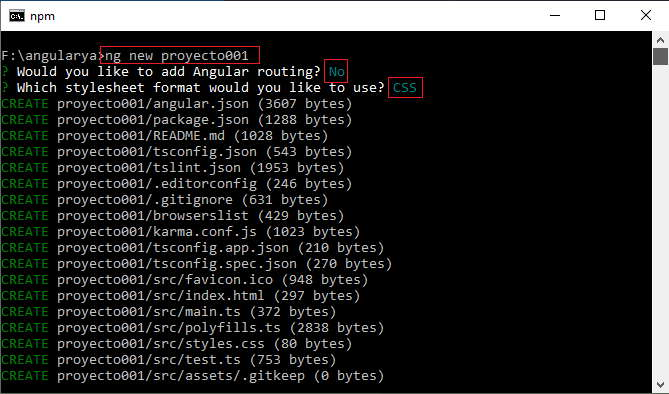 npm
F:\angularya>ng new proyecto001
? Would you like to add Angular routing? No
? Which stylesheet format would you like to use? CSS
CREATE proyecto001/angular.json (3607 bytes)
CREATE proyecto001/package.json (1288 bytes)
CREATE proyecto001/README.md (1028 bytes)
CREATE proyecto001/tsconfig.json (543 bytes)
CREATE proyecto001/tslint.json (1953 bytes)
CREATE proyecto001/.editorconfig (246 bytes)
CREATE proyecto001/.gitignore (631 bytes)
CREATE proyecto001/browserslist (429 bytes)
CREATE proyecto001/karma.conf.js (1023 bytes)
CREATE proyecto001/tsconfig.app.json (210 bytes)
CREATE proyecto001/tsconfig.spec.json (270 bytes)
CREATE proyecto001/src/favicon.ico (948 bytes)
CREATE proyecto001/src/index.html (297 bytes)
CREATE proyecto001/src/main.ts (372 bytes)
CREATE proyecto001/src/polyfills.ts (2838 bytes)
CREATE proyecto001/src/styles.css (80 bytes)
CREATE proyecto001/src/test.ts (753 bytes)
CREATE proyecto001/src/assets/.gitkeep (0 bytes)